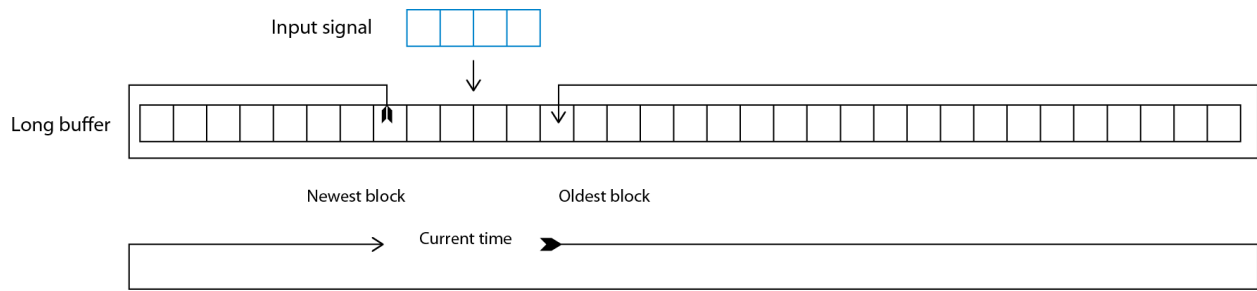 Input signal
Long buffer
Newest block
Oldest block
Current time